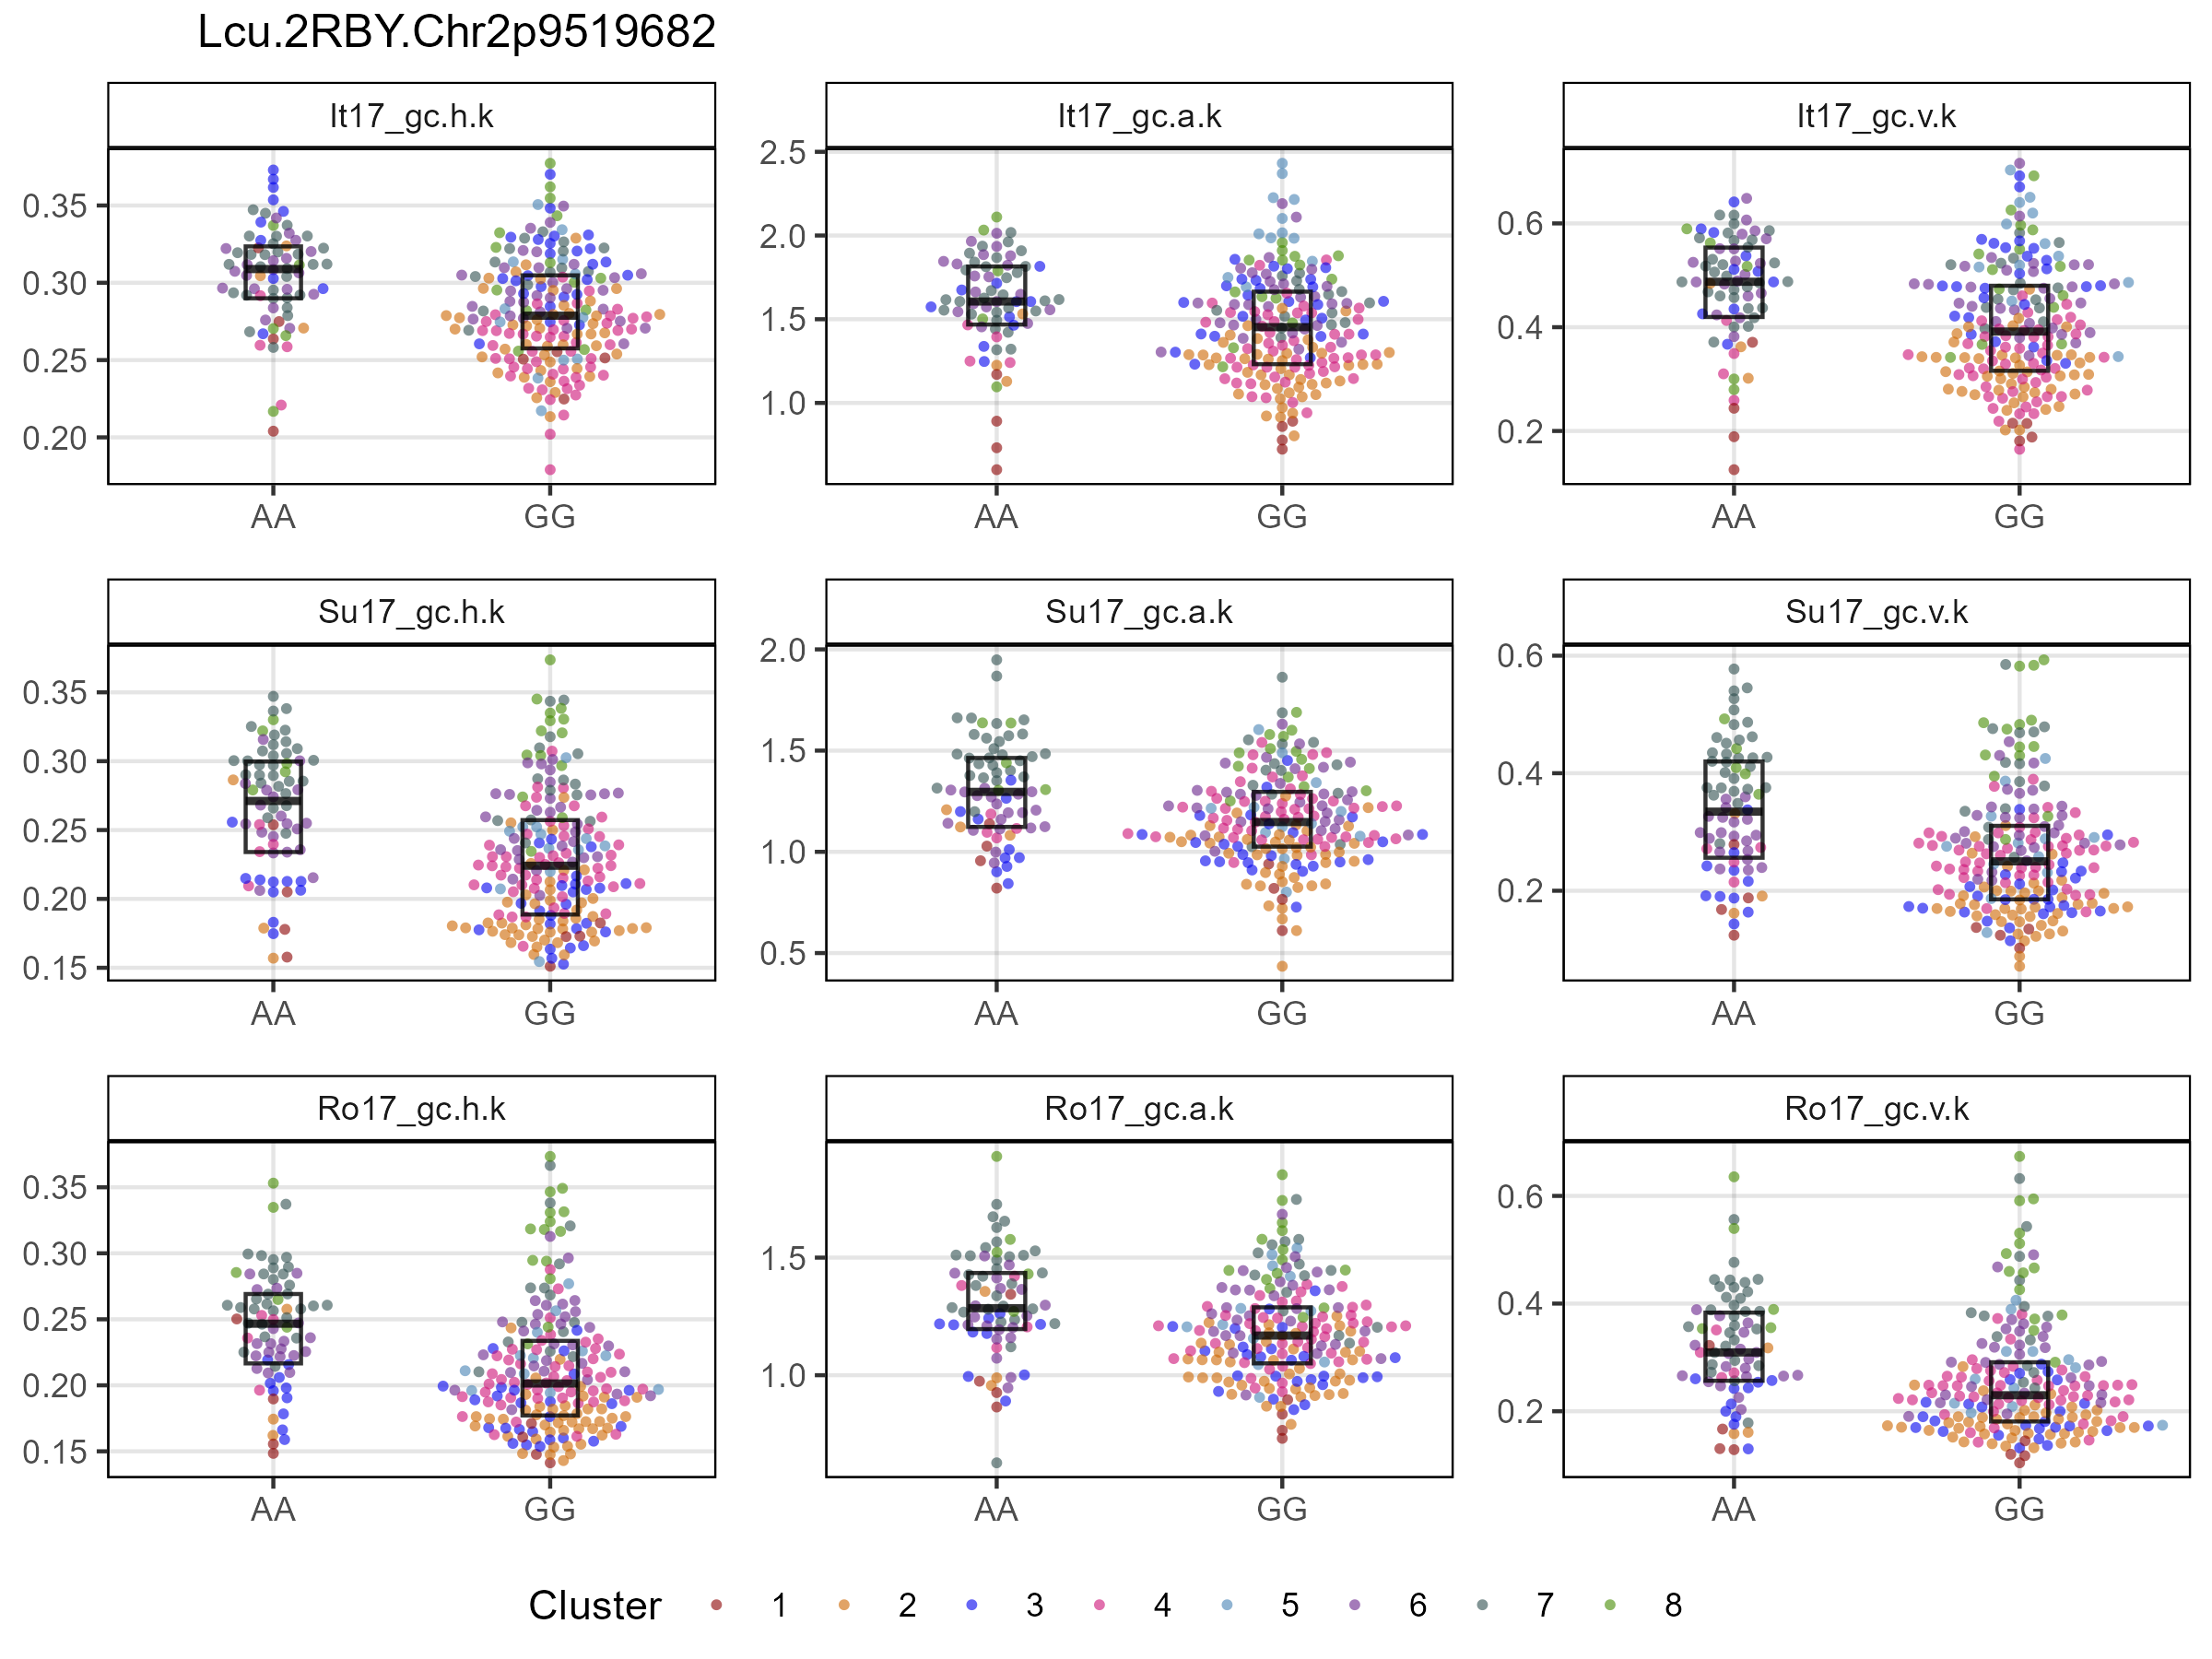 Lcu.2RBY.Chr2p9519682
It17_gc.h.k
It17_gc.a.k
It17_gc.v.k
0.35
0.30
0.25
0.20
AA GG
2.5
2.0
1.5
1.0
AA GG
0.6
0.4
0.2
AA GG
Su17_gc.h.k
Su17_gc.a.k
Su17_gc.v.k
0.35
0.30
0.25
0.20
0.15
AA GG
2.0
1.5
1.0
0.5
AA GG
0.6
0.4
0.2
AA GG
Ro17_gc.h.k
Ro17_gc.a.k
Ro17_gc.v.k
0.35
0.30
0.25
0.20
0.15
AA GG
1.5
1.0
AA GG
0.6
0.4
0.2
AA GG
Cluster 1 2 3 4 5 6 7 8